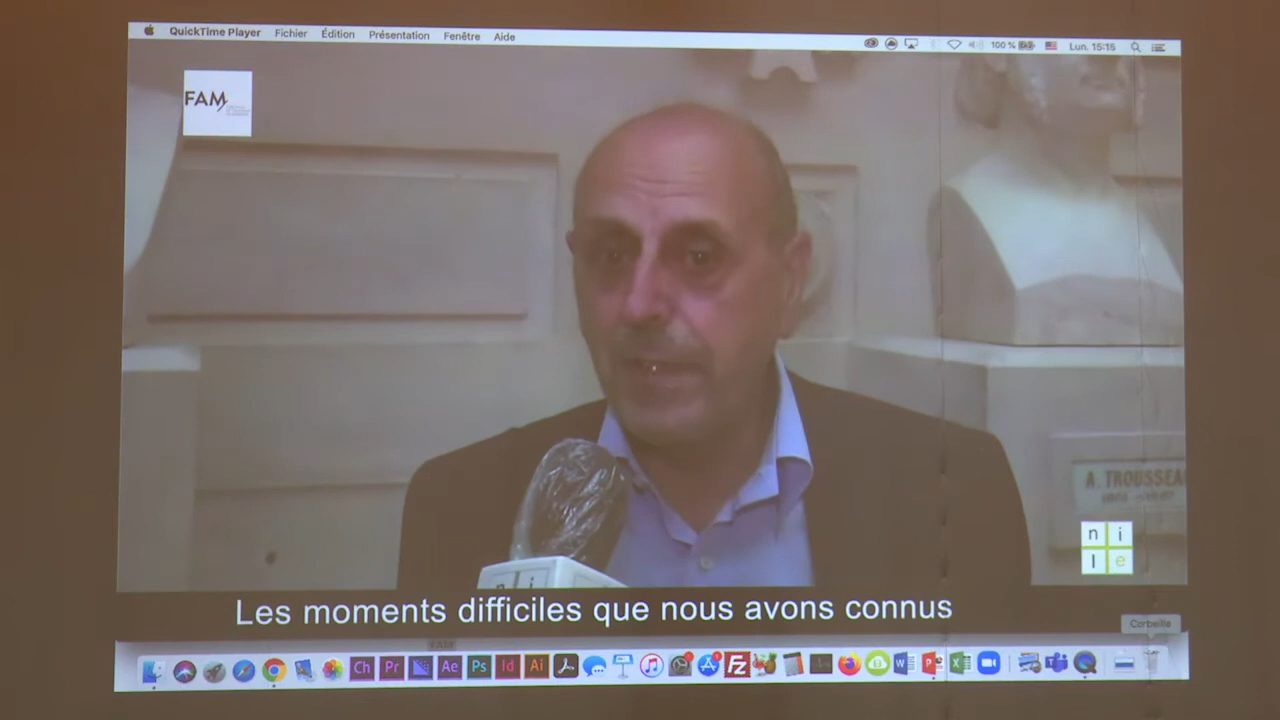 QuickTime Player Fichier Édition Présentation Fenêtre Aide
100 % Lun. 15:15
FAM
A. TROUSSEAU
n i
l e
n i
Les moments difficiles que nous avons connus
Corbeille
Ch Pr Ae Ps Id Ai FZ W P X